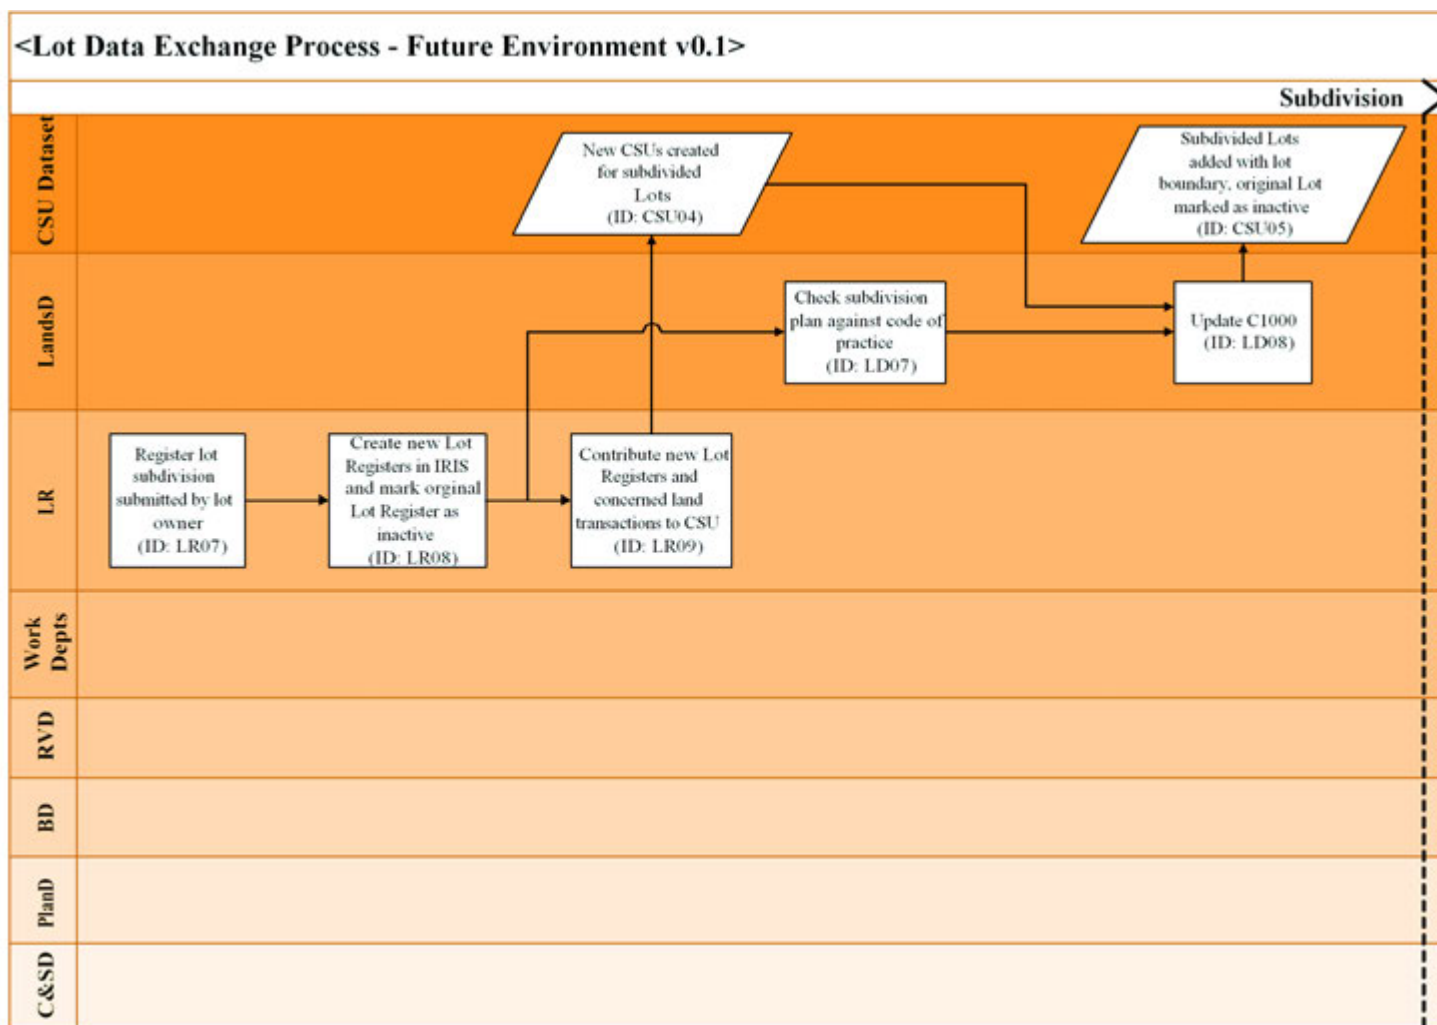 <Lot Data Exchange Process - Future Environment v0.1>
Subdivision
CSU Dataset
New CSUs created
for subdivided
Lots
(ID: CSU04)
Subdivided Lots
added with lot
boundary, original Lot
marked as inactive
(ID: CSU05)
LandsD
Check subdivision
plan against code of
practice
(ID: LD07)
Update C1000
(ID: LD08)
LR
Register lot
subdivision
submitted by lot
owner
(ID: LR07)
Create new Lot
Registers in IRIS
and mark orginal
Lot Register as
inactive
(ID: LR08)
Contribute new Lot
Registers and
concerned land
transactions to CSU
(ID: LR09)
Work
Depts
RVD
BD
PlanD
C&SD